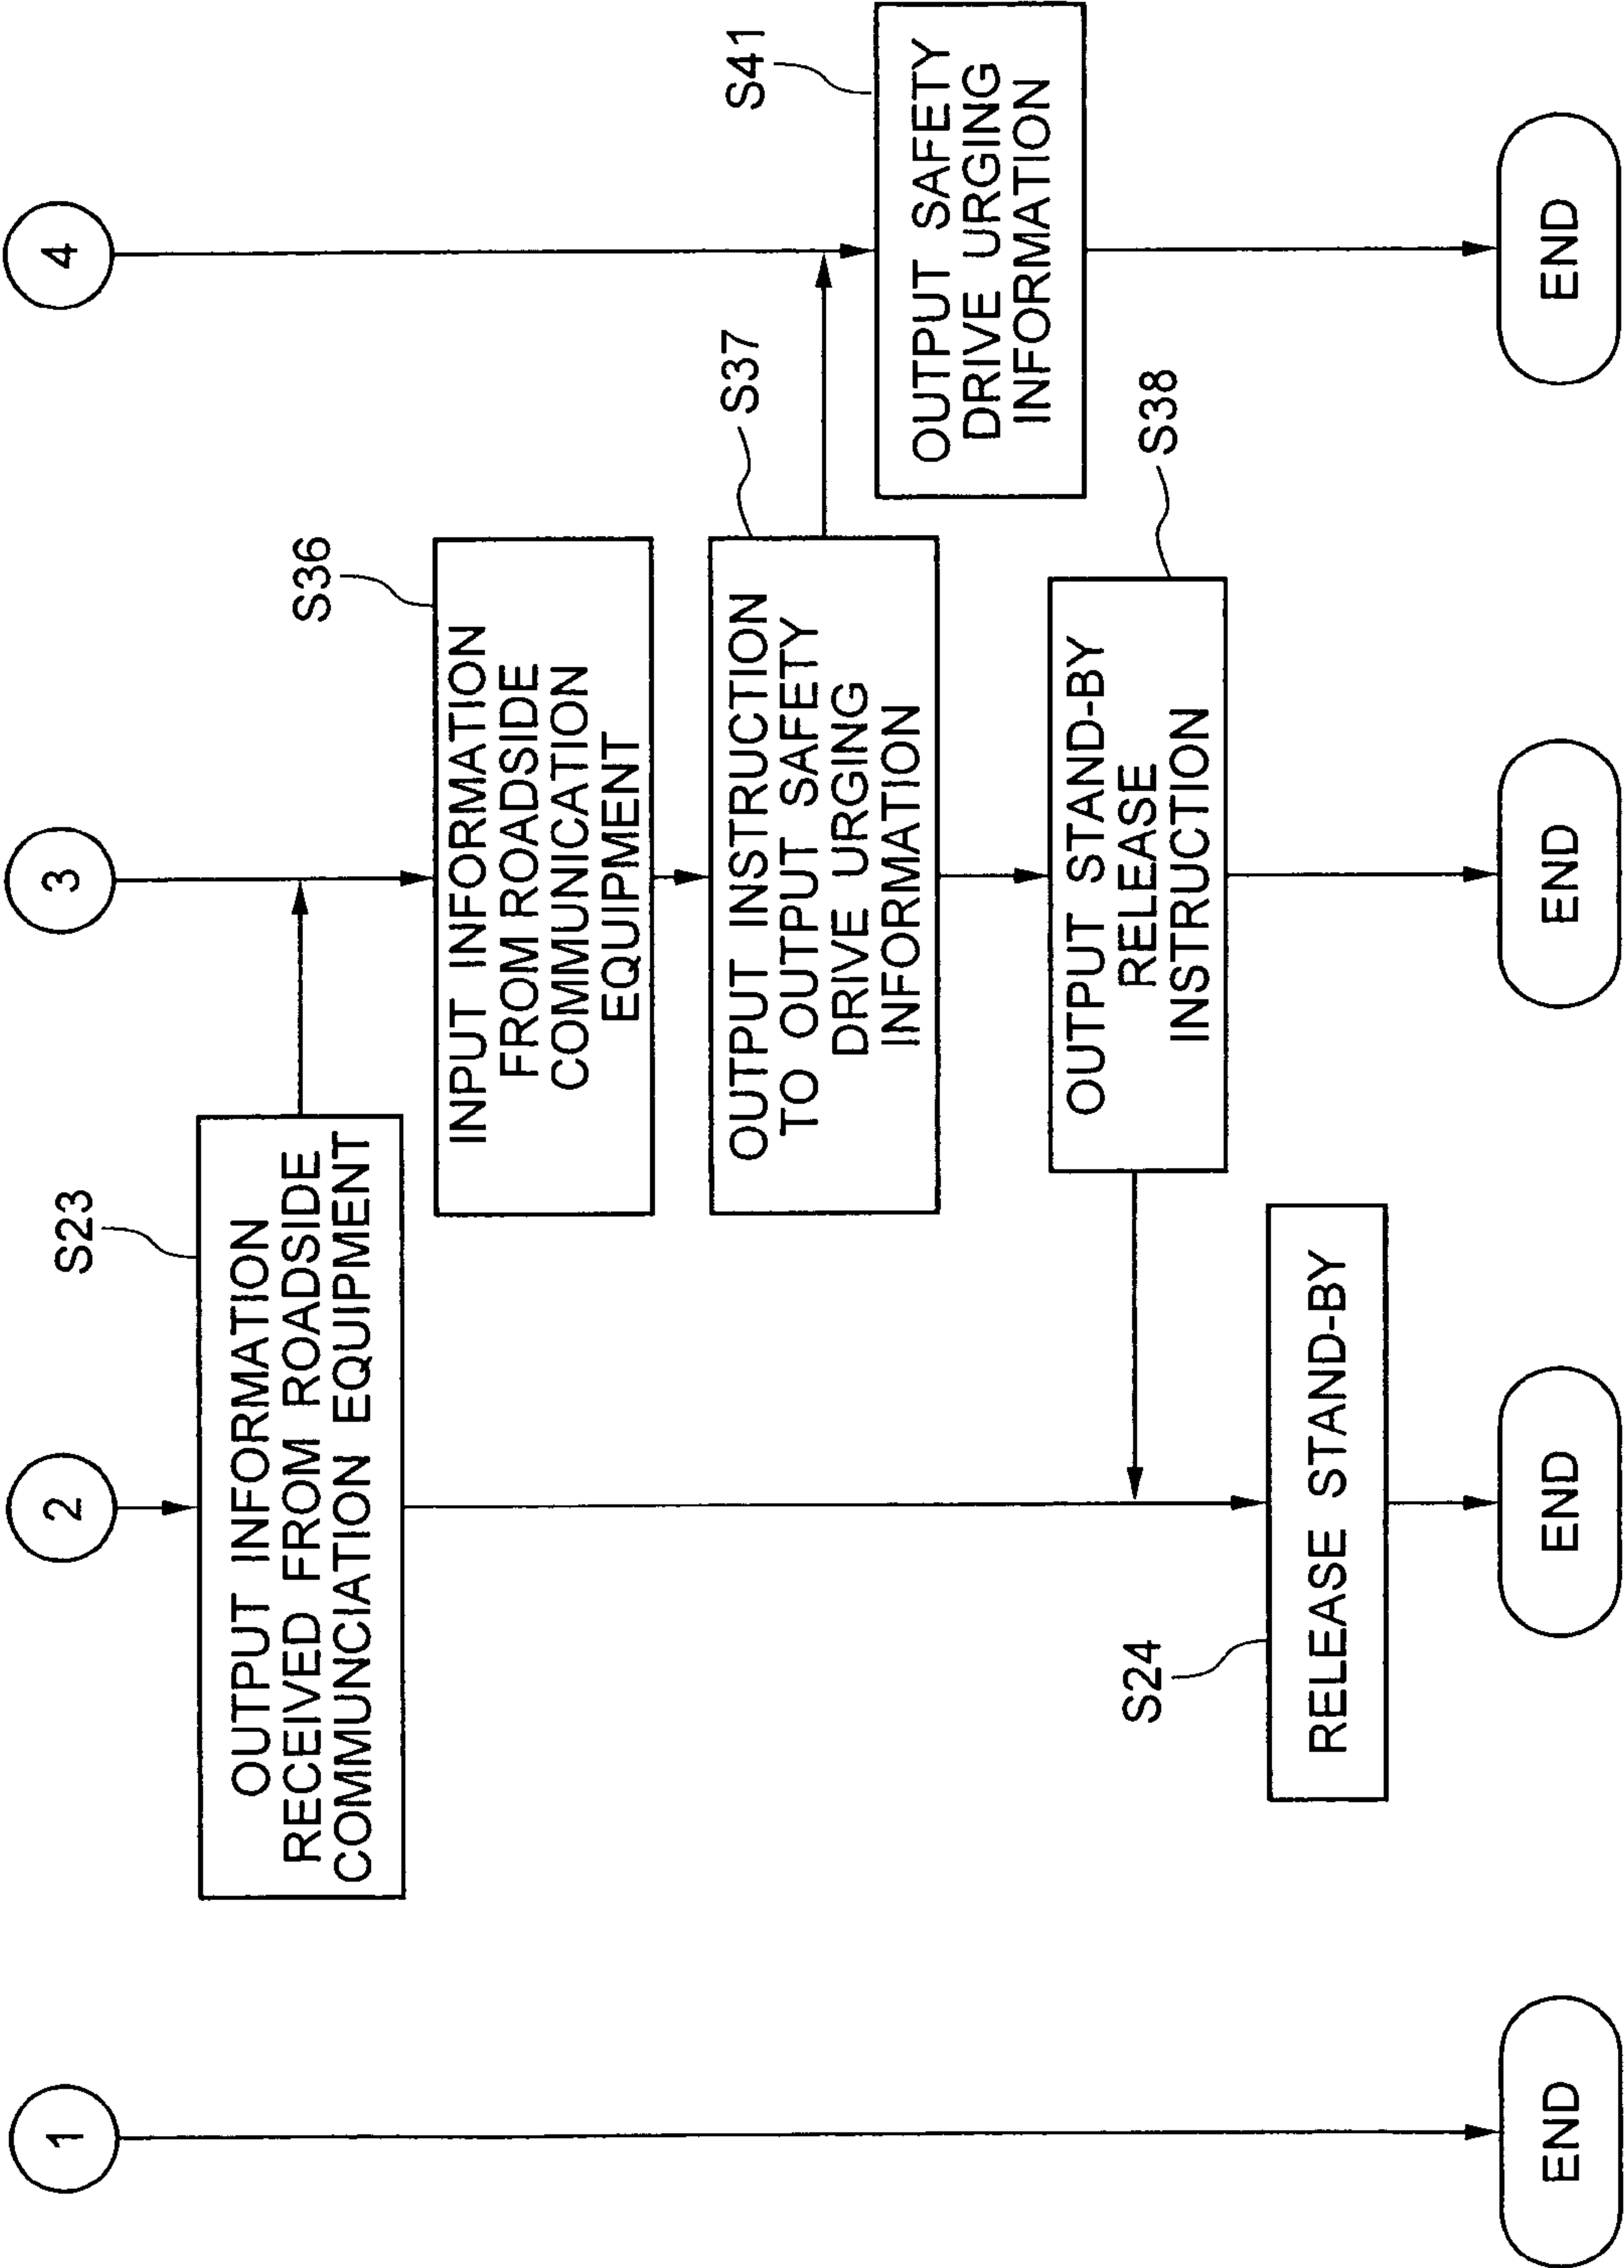 1
2
3
4
S23
OUTPUT INFORMATION
RECEIVED FROM ROADSIDE
COMMUNCIATION EQUIPMENT
S36
INPUT INFORMATION
FROM ROADSIDE
COMMUNICATION
EQUIPMENT
S37
OUTPUT INSTRUCTION
TO OUTPUT SAFETY
DRIVE URGING
INFORMATION
S41
OUTPUT SAFETY
DRIVE URGING
INFORMATION
S38
OUTPUT STAND-BY
RELEASE
INSTRUCTION
S24
RELEASE STAND-BY
END
END
END
END